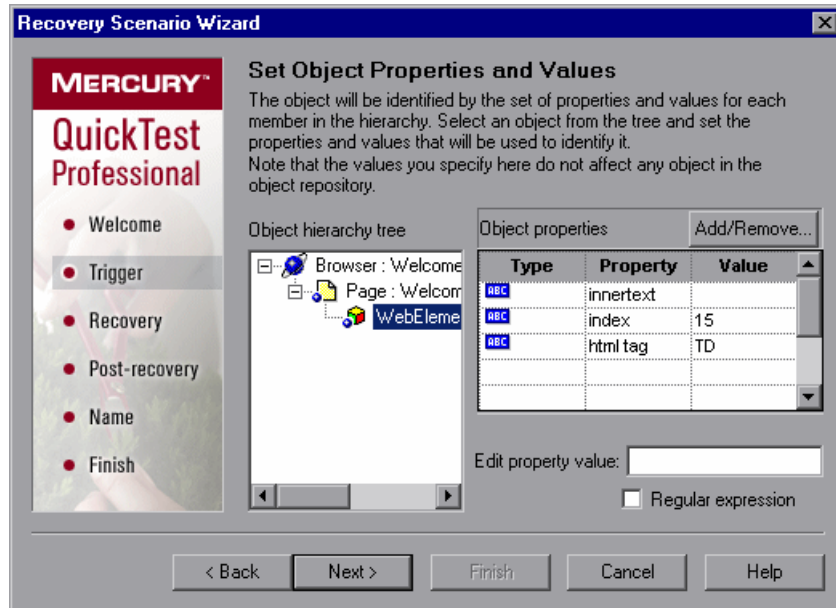 Recovery Scenario Wizard
MERCURY™
QuickTest
Professional
Welcome
Trigger
Recovery
Post-recovery
Name
Finish
Set Object Properties and Values
The object will be identified by the set of properties and values for each
member in the hierarchy. Select an object from the tree and set the
properties and values that will be used to identify it.
Note that the values you specify here do not affect any object in the
object repository.
Object hierarchy tree
Browser : Welcome
Page : Welcom
WebEleme
Object properties
Add/Remove...
Type Property Value
ABC innertext
ABC index 15
ABC html tag TD
Edit property value:
Regular expression
< Back
Next >
Finish
Cancel
Help